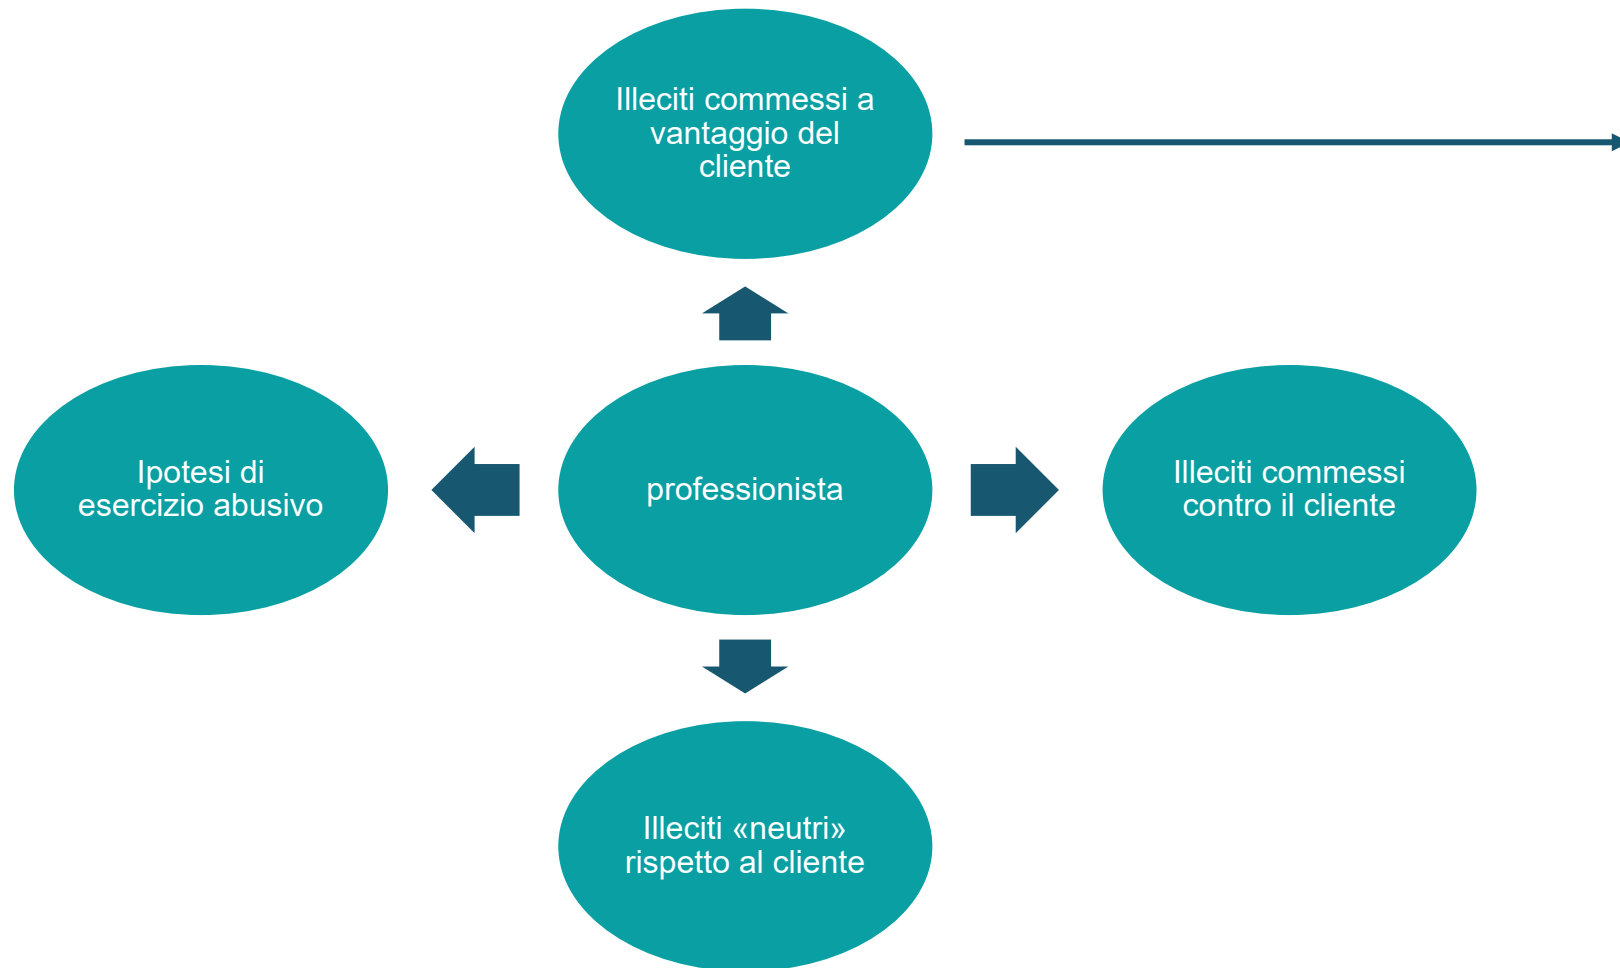 Illeciti commessi a
vantaggio del
cliente
Ipotesi di
esercizio abusivo
professionista
Illeciti commessi
contro il cliente
Illeciti «neutri»
rispetto al cliente